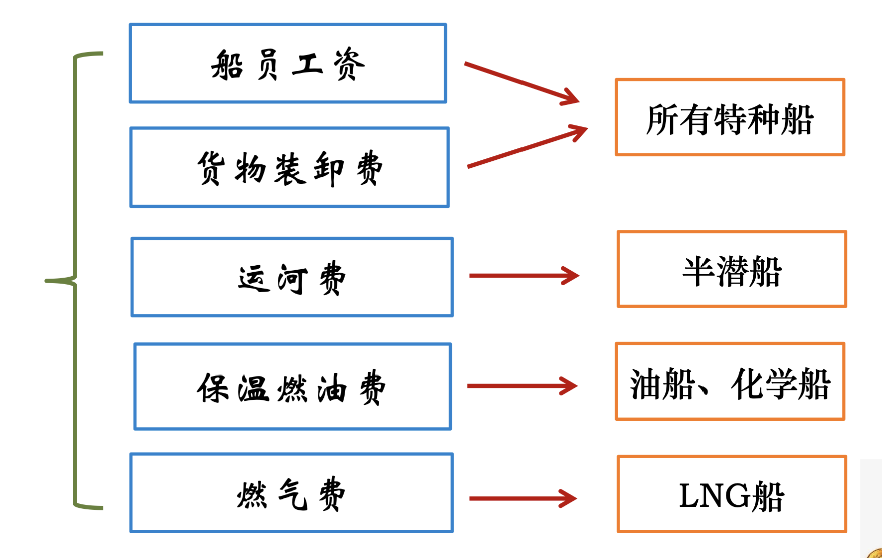 船员工资
所有特种船
货物装卸费
运河费
半潜船
保温燃油费
油船、化学船
燃气费
LNG船